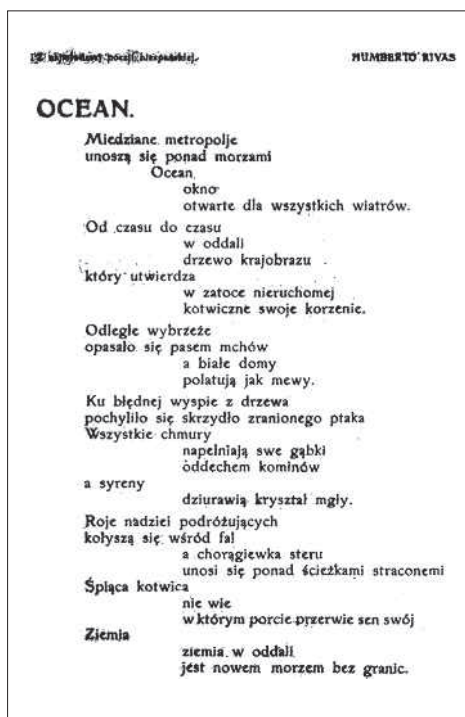 poezji hiszpańskiej.
HUMBERTO RIVAS
OCEAN.
Miedziane metropolje
unoszą się ponad morzami
Ocean
okno
otwarte dla wszystkich wiatrów.
Od czasu do czasu
w oddali
drzewo krajobrazu
który utwierdza
w zatoce nieruchomej
kotwiczne swoje korzenie.
Odległe wybrzeże
opasało się pasem mchów
a białe domy
polatują jak mewy.
Ku błędnej wyspie z drzewa
pochyliło się skrzydło zranionego ptaka
Wszystkie chmury
napełniają swe gąbki
oddechem kominów
a syreny
dziurawią kryształ mgły.
Roje nadziei podróżujących
kołyszą się wśród fal
a chorągiewka steru
unosi się ponad ścieżkami straconemi
Śpiąca kotwica
nie wie
w którym porcie przerwie sen swój
Ziemia
ziemia w oddali
jest nowem morzem bez granic.